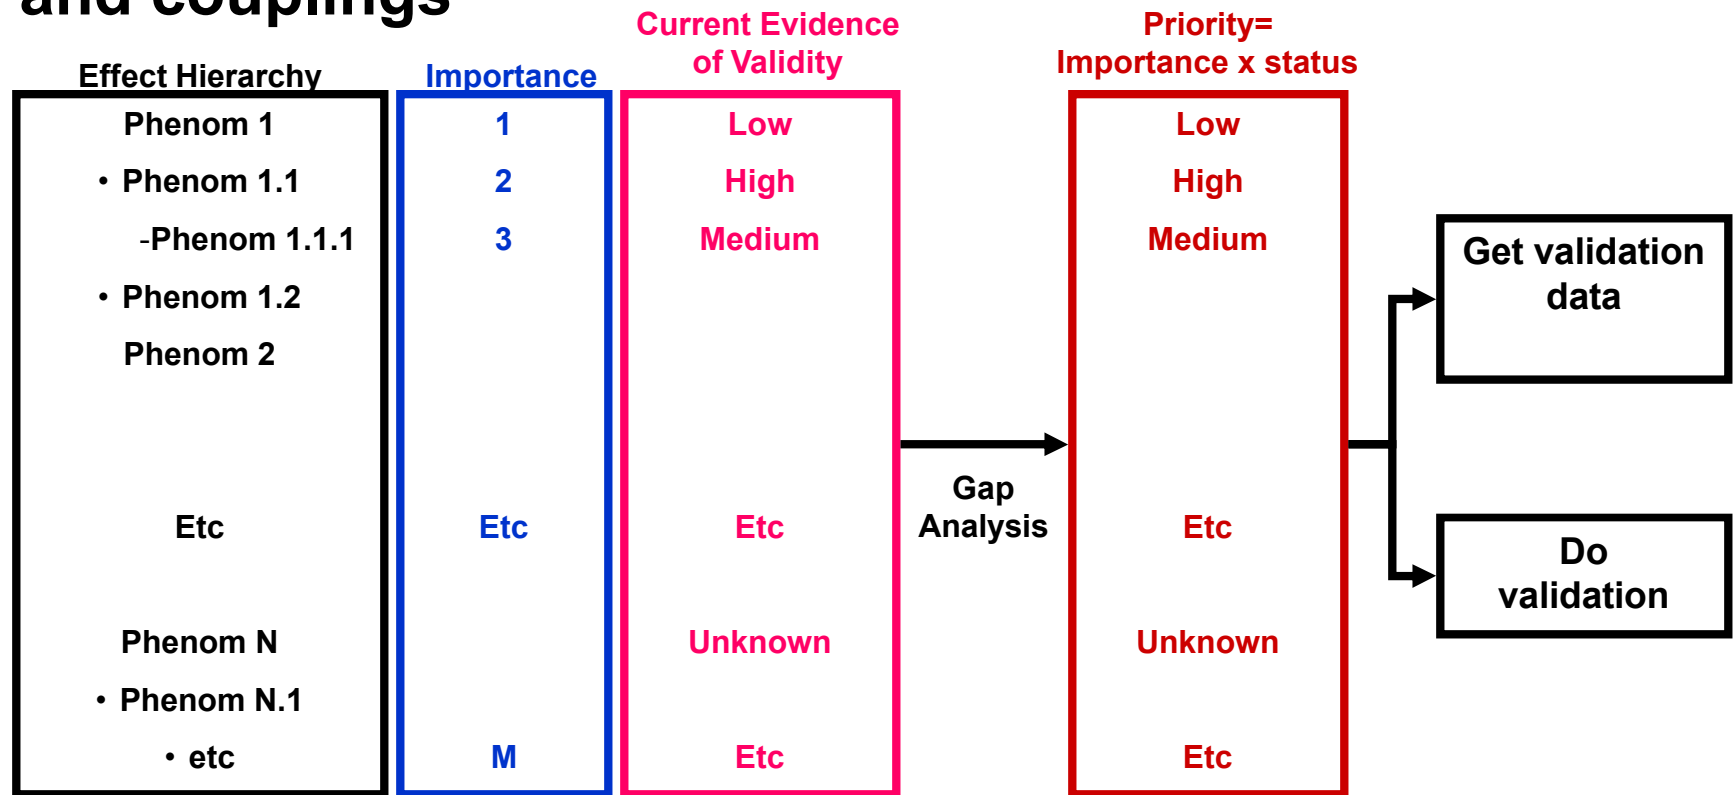 and couplings
Current Evidence
of Validity
Priority=
Importance x status
Effect Hierarchy
Importance
Phenom 1
1
Low
Low
• Phenom 1.1
2
High
High
-Phenom 1.1.1
3
Medium
Medium
• Phenom 1.2
Phenom 2
Get validation
data
Gap
Analysis
Etc
Etc
Etc
Etc
Do
validation
Phenom N
Unknown
Unknown
• Phenom N.1
• etc
M
Etc
Etc